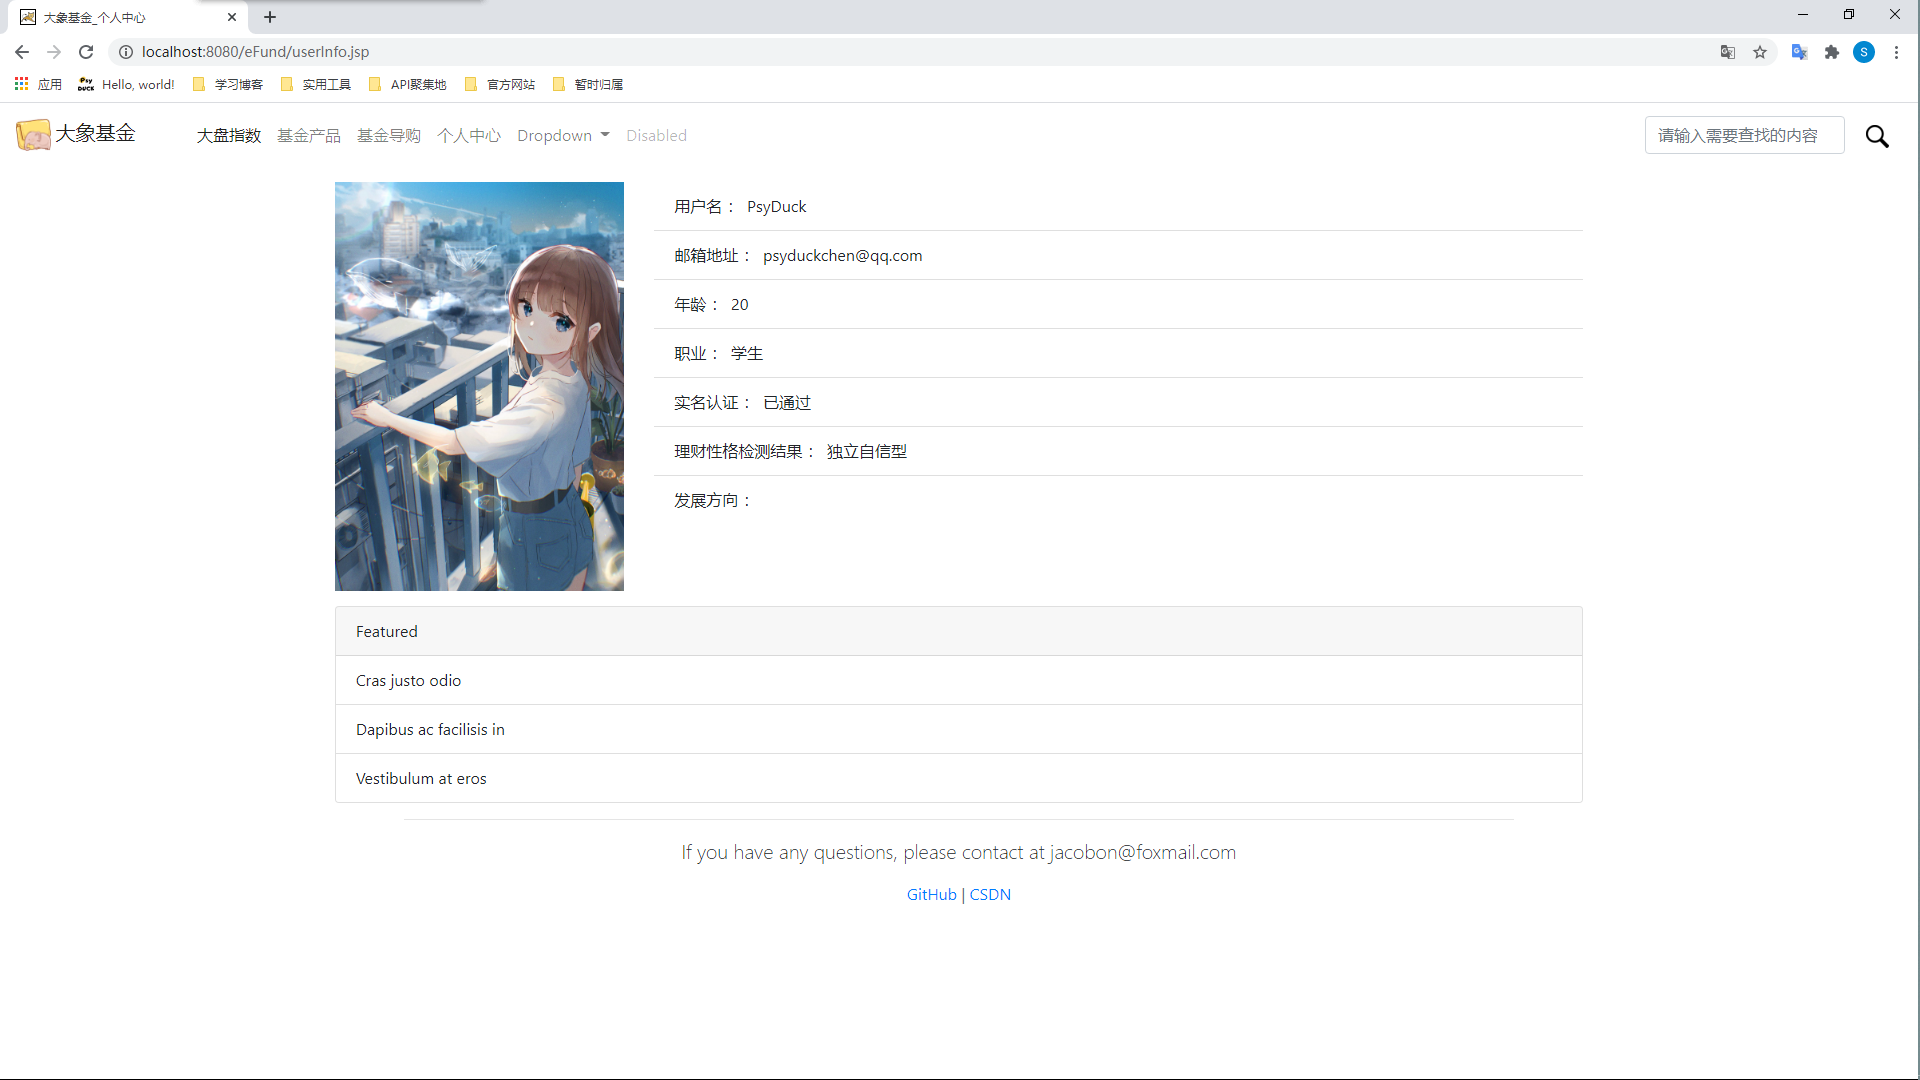 大象基金_个人中心
localhost:8080/eFund/userInfo.jsp
应用 Hello, world! 学习博客 实用工具 API聚集地 官方网站 暂时归属
大象基金 大盘指数 基金产品 基金导购 个人中心 Dropdown Disabled 请输入需要查找的内容
用户名： PsyDuck
邮箱地址： psyduckchen@qq.com
年龄： 20
职业： 学生
实名认证： 已通过
理财性格检测结果： 独立自信型
发展方向：
Featured
Cras justo odio
Dapibus ac facilisis in
Vestibulum at eros
If you have any questions, please contact at jacobon@foxmail.com
GitHub | CSDN